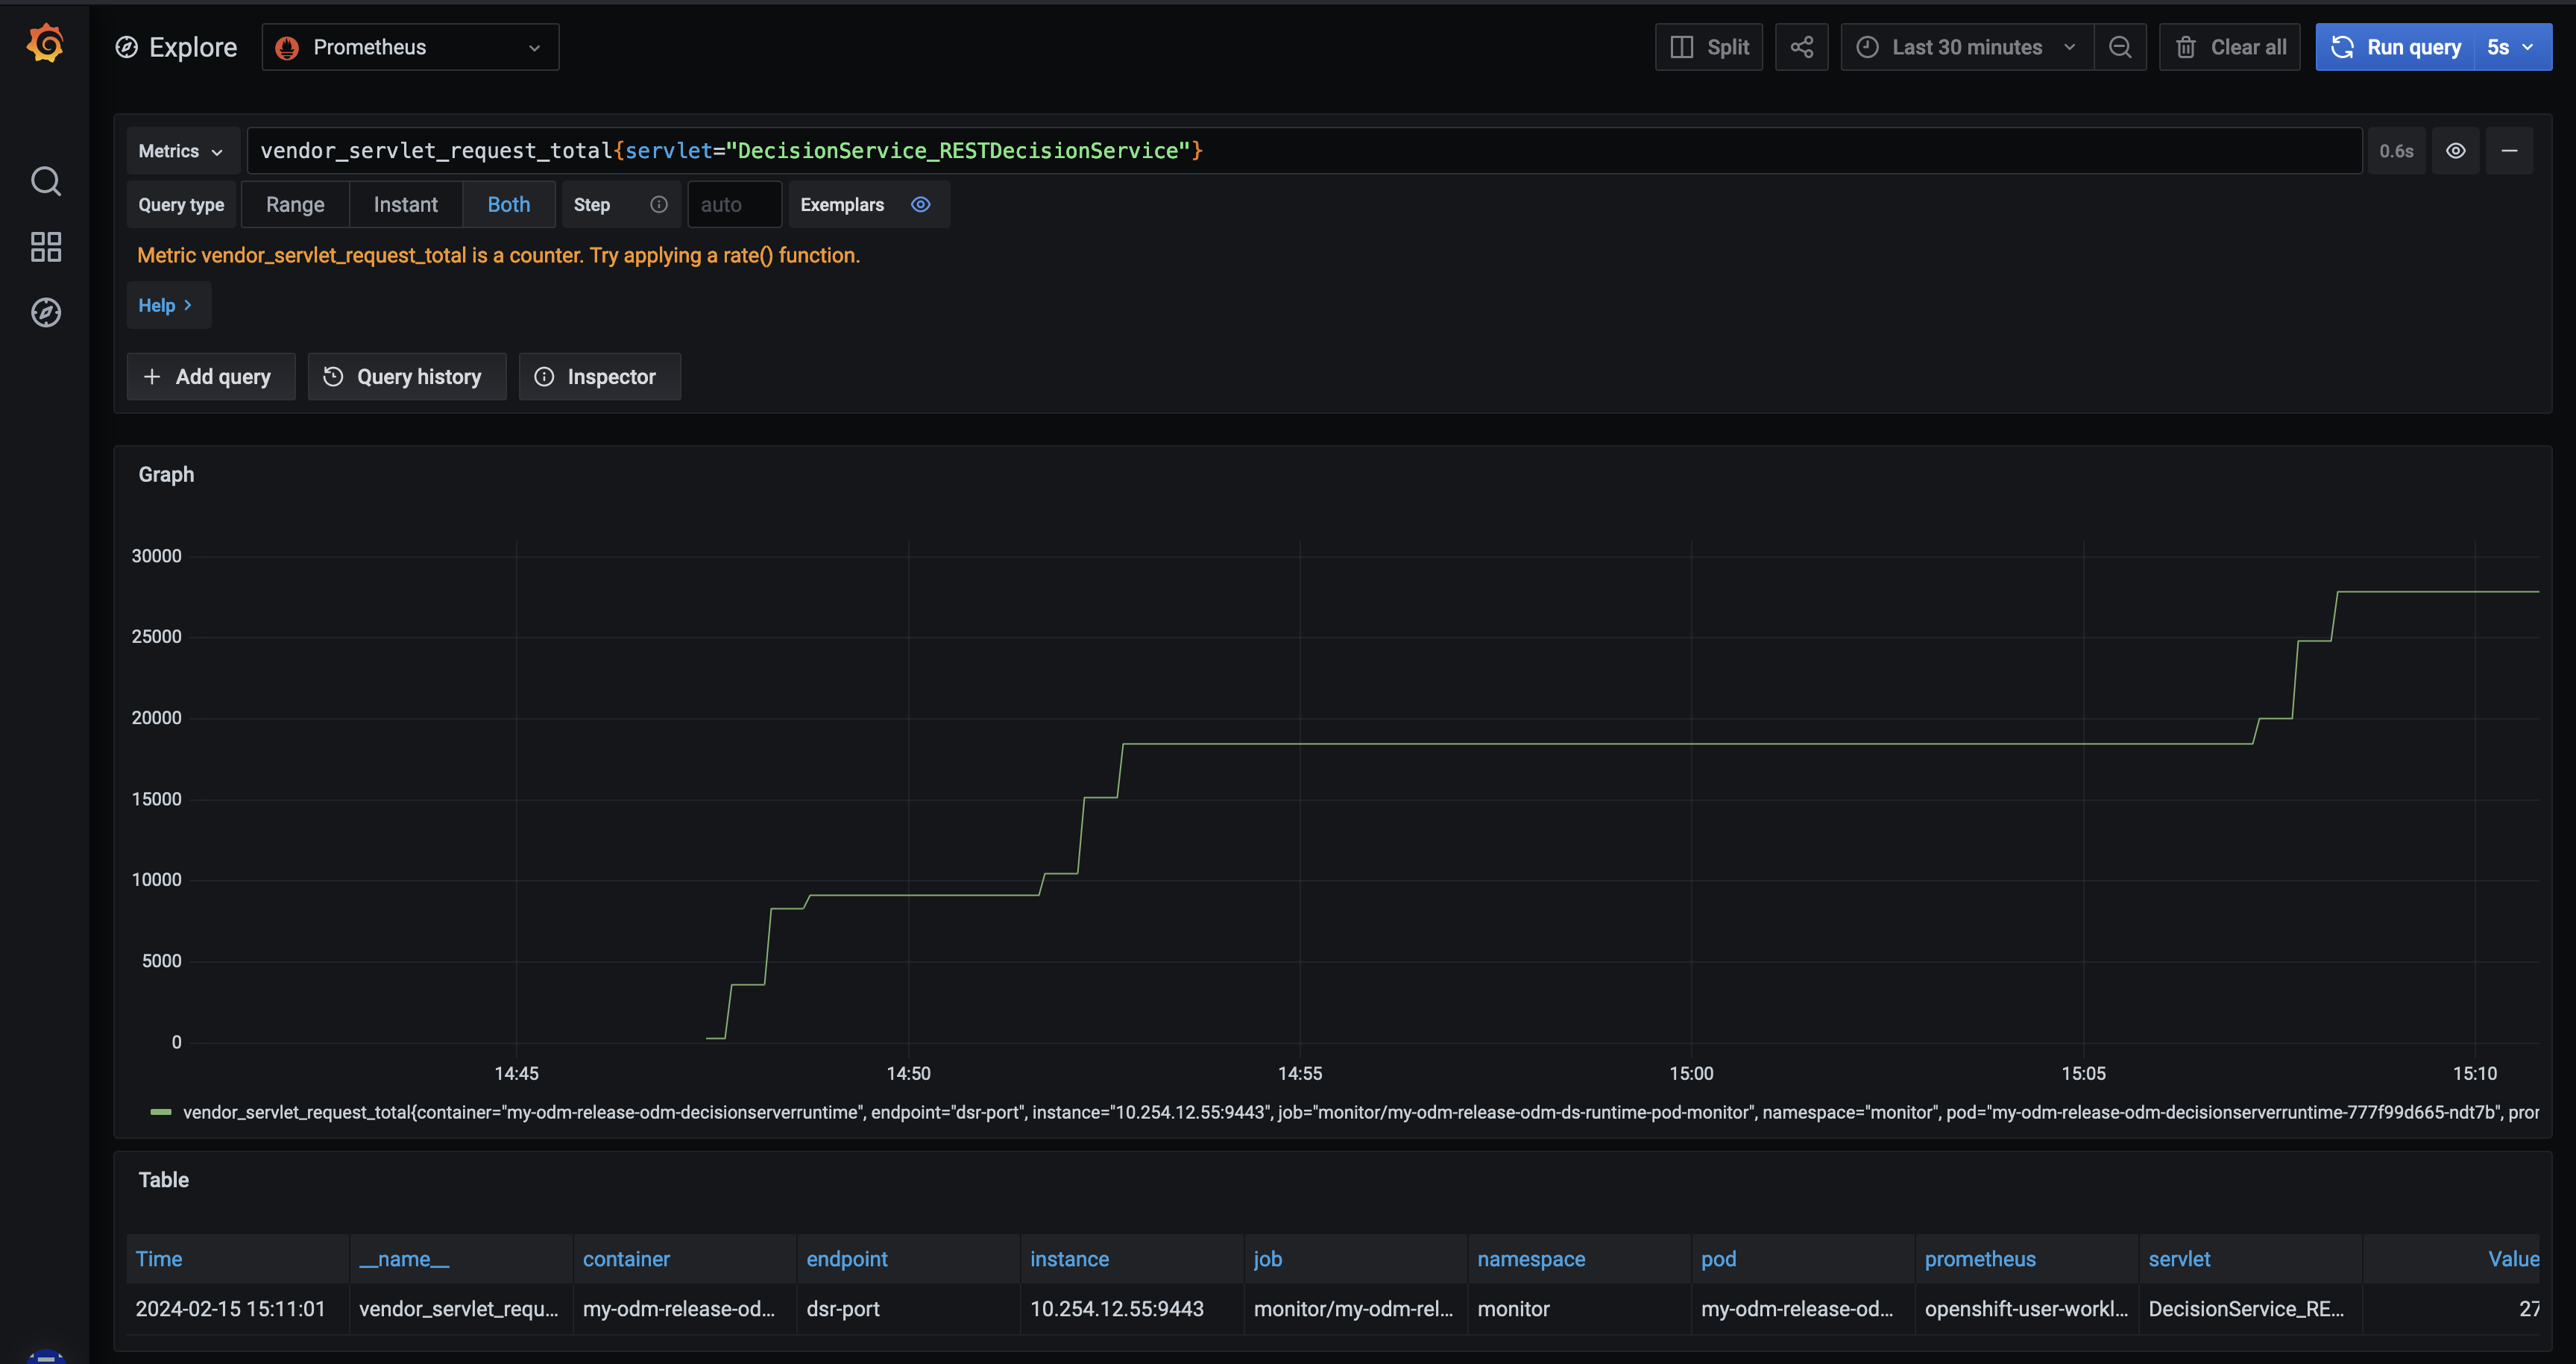 Explore Prometheus Split Last 30 minutes Clear all Run query 5s
Metrics vendor_servlet_request_total{servlet="DecisionService_RESTDecisionService"} 0.6s
Query type Range Instant Both Step auto Exemplars
Metric vendor_servlet_request_total is a counter. Try applying a rate() function.
Help >
+ Add query Query history Inspector
Graph
30000
25000
20000
15000
10000
5000
0
14:45 14:50 14:55 15:00 15:05 15:10
vendor_servlet_request_total{container="my-odm-release-odm-decisionserverruntime", endpoint="dsr-port", instance="10.254.12.55:9443", job="monitor/my-odm-release-odm-ds-runtime-pod-monitor", namespace="monitor", pod="my-odm-release-odm-decisionserverruntime-777f99d665-ndt7b", pror
Table
Time __name__ container endpoint instance job namespace pod prometheus servlet Value
2024-02-15 15:11:01 vendor_servlet_requ... my-odm-release-od... dsr-port 10.254.12.55:9443 monitor/my-odm-rel... monitor my-odm-release-od... openshift-user-workl... DecisionService_RE... 27